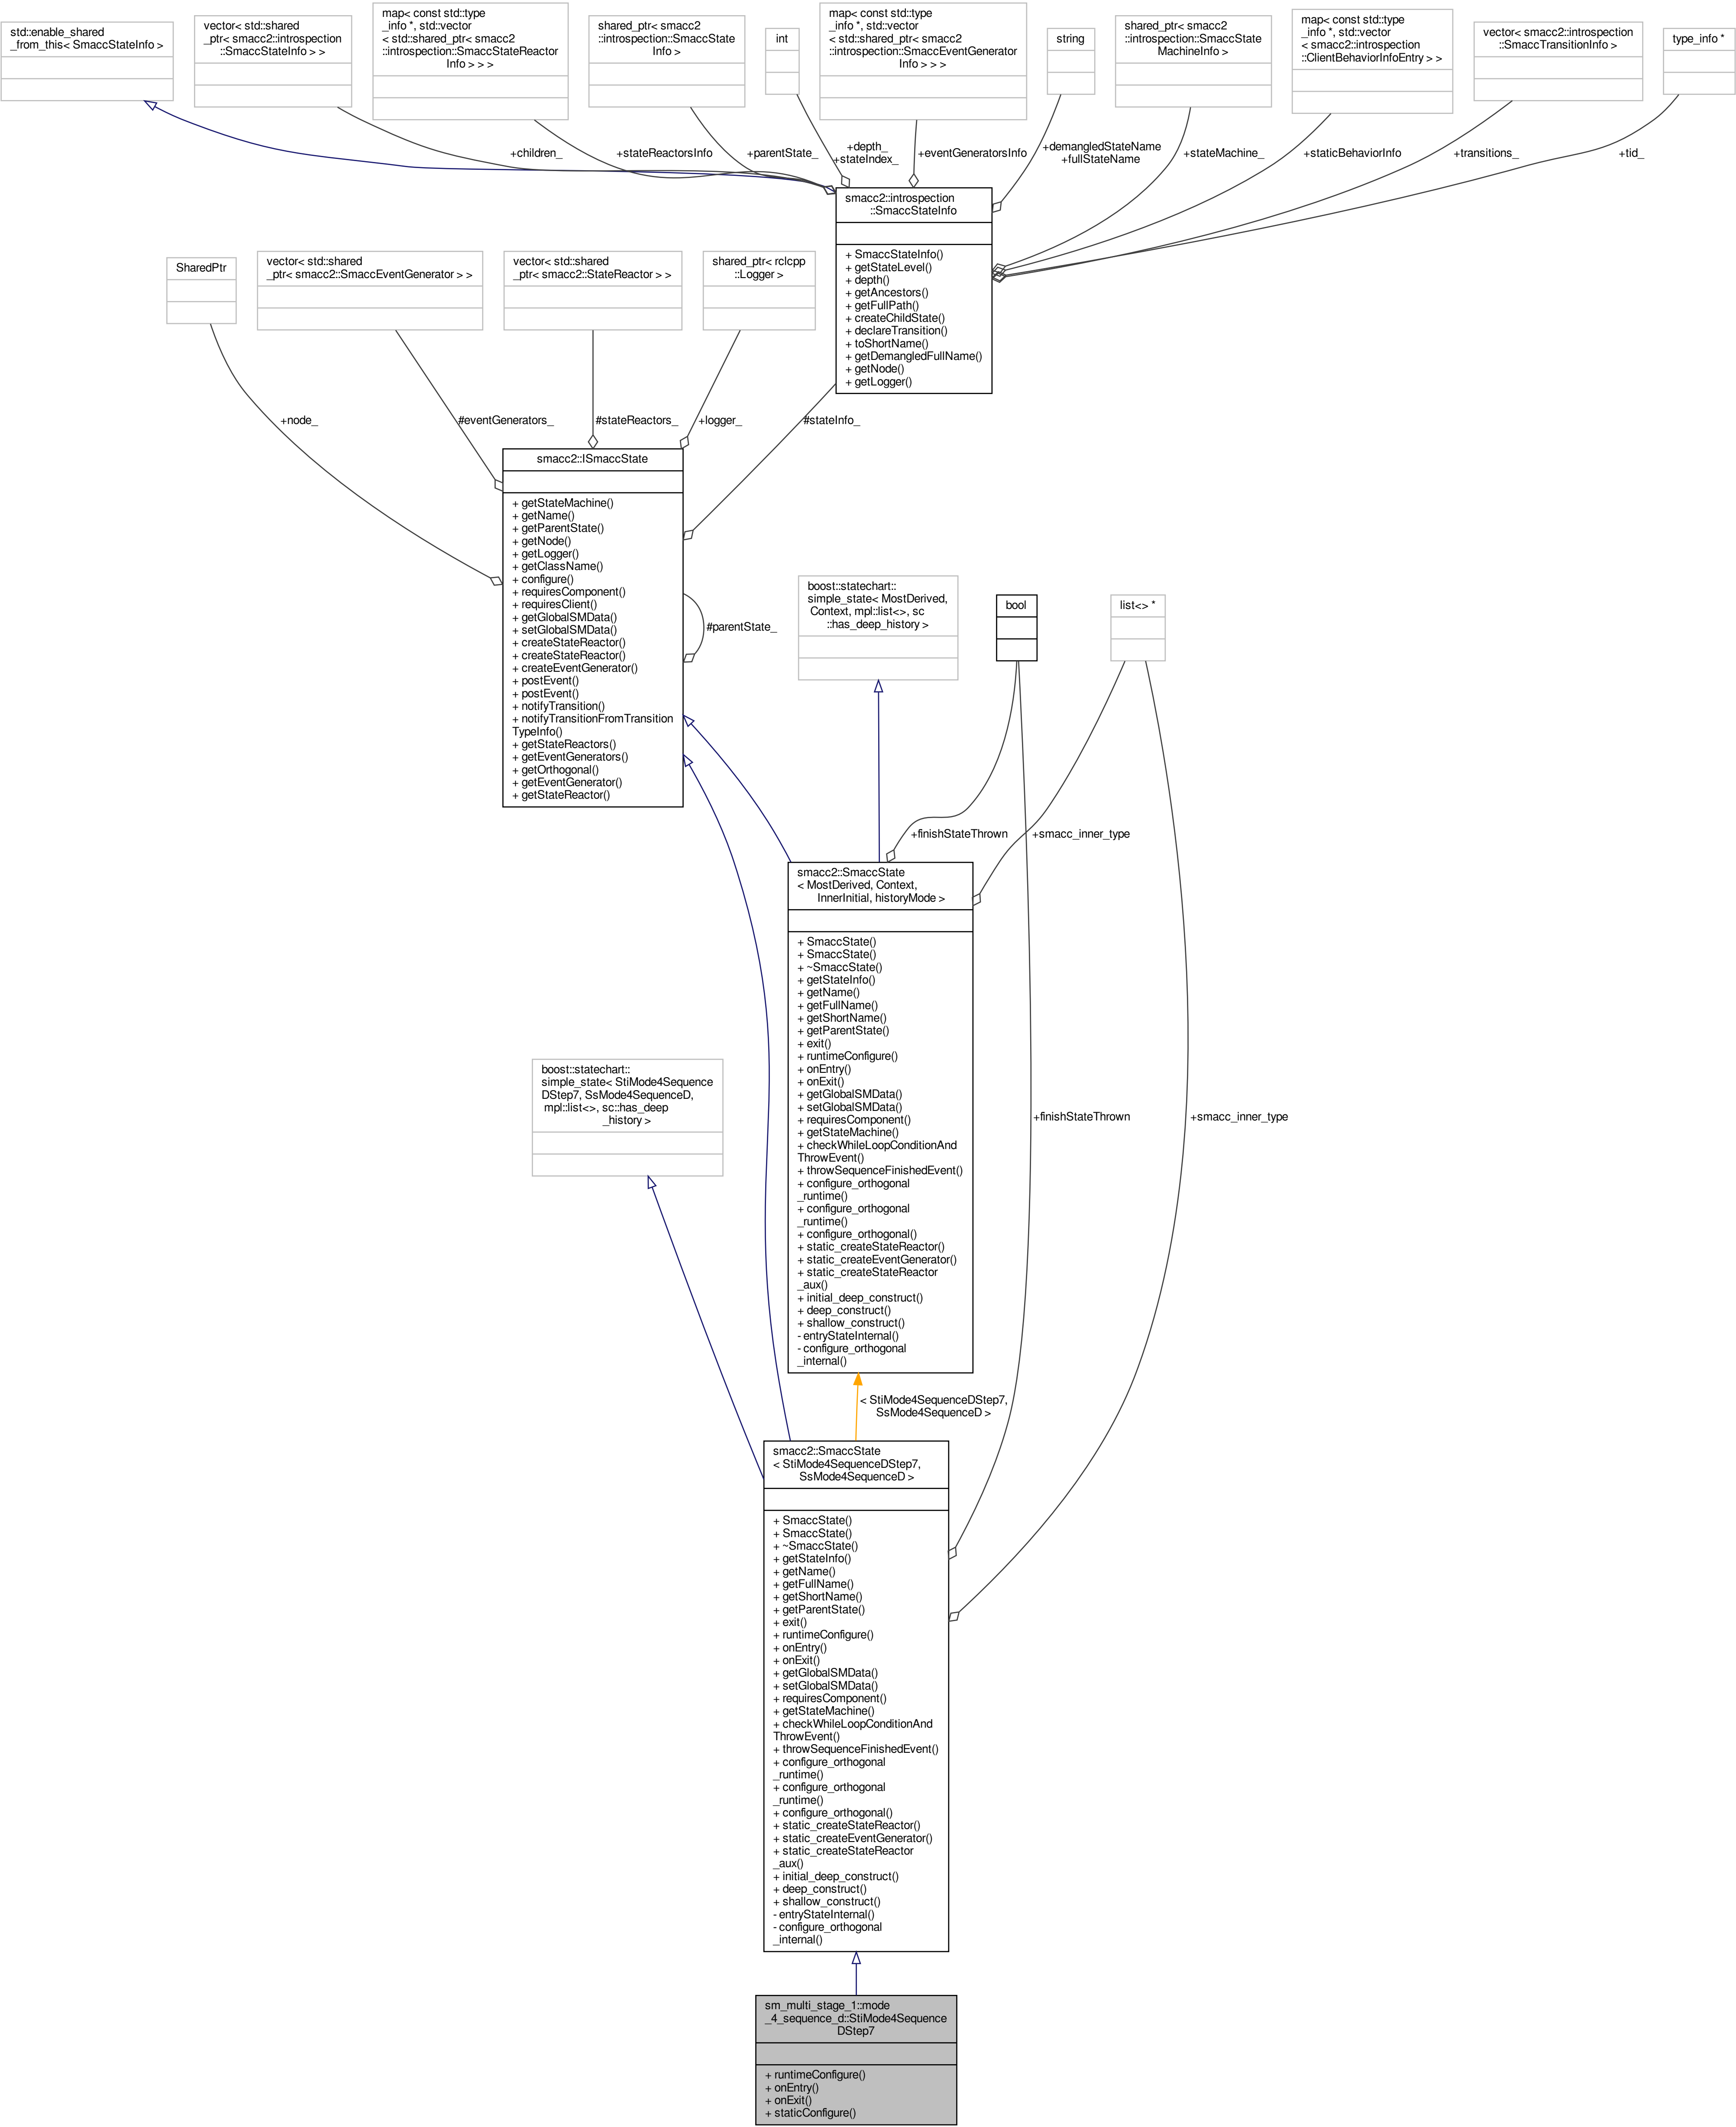 std::enable_shared
_from_this< SmaccStateInfo >
vector< std::shared
_ptr< smacc2::introspection
::SmaccStateInfo > >
map< const std::type
_info *, std::vector
< std::shared_ptr< smacc2
::introspection::SmaccStateReactor
Info > > >
shared_ptr< smacc2
::introspection::SmaccState
Info >
int
map< const std::type
_info *, std::vector
< std::shared_ptr< smacc2
::introspection::SmaccEventGenerator
Info > > >
string
shared_ptr< smacc2
::introspection::SmaccState
MachineInfo >
map< const std::type
_info *, std::vector
< smacc2::introspection
::ClientBehaviorInfoEntry > >
vector< smacc2::introspection
::SmaccTransitionInfo >
type_info *
+children_
+stateReactorsInfo
+parentState_
+depth_
+stateIndex_
+eventGeneratorsInfo
+demangledStateName
+fullStateName
+stateMachine_
+staticBehaviorInfo
+transitions_
+tid_
smacc2::introspection
::SmaccStateInfo
+ SmaccStateInfo()
+ getStateLevel()
+ depth()
+ getAncestors()
+ getFullPath()
+ createChildState()
+ declareTransition()
+ toShortName()
+ getDemangledFullName()
+ getNode()
+ getLogger()
SharedPtr
vector< std::shared
_ptr< smacc2::SmaccEventGenerator > >
vector< std::shared
_ptr< smacc2::StateReactor > >
shared_ptr< rclcpp
::Logger >
+node_
#eventGenerators_
#stateReactors_
+logger_
#stateInfo_
smacc2::ISmaccState
+ getStateMachine()
+ getName()
+ getParentState()
+ getNode()
+ getLogger()
+ getClassName()
+ configure()
+ requiresComponent()
+ requiresClient()
+ getGlobalSMData()
+ setGlobalSMData()
+ createStateReactor()
+ createStateReactor()
+ createEventGenerator()
+ postEvent()
+ postEvent()
+ notifyTransition()
+ notifyTransitionFromTransition
TypeInfo()
+ getStateReactors()
+ getEventGenerators()
+ getOrthogonal()
+ getEventGenerator()
+ getStateReactor()
#parentState_
boost::statechart::
simple_state< MostDerived,
Context, mpl::list<>, sc
::has_deep_history >
bool
list<> *
+finishStateThrown
+smacc_inner_type
smacc2::SmaccState
< MostDerived, Context,
InnerInitial, historyMode >
+ SmaccState()
+ SmaccState()
+ ~SmaccState()
+ getStateInfo()
+ getName()
+ getFullName()
+ getShortName()
+ getParentState()
+ exit()
+ runtimeConfigure()
+ onEntry()
+ onExit()
+ getGlobalSMData()
+ setGlobalSMData()
+ requiresComponent()
+ getStateMachine()
+ checkWhileLoopConditionAnd
ThrowEvent()
+ throwSequenceFinishedEvent()
+ configure_orthogonal
_runtime()
+ configure_orthogonal
_runtime()
+ configure_orthogonal()
+ static_createStateReactor()
+ static_createEventGenerator()
+ static_createStateReactor
_aux()
+ initial_deep_construct()
+ deep_construct()
+ shallow_construct()
- entryStateInternal()
- configure_orthogonal
_internal()
boost::statechart::
simple_state< StiMode4Sequence
DStep7, SsMode4SequenceD,
mpl::list<>, sc::has_deep
_history >
+finishStateThrown
+smacc_inner_type
< StiMode4SequenceDStep7,
SsMode4SequenceD >
smacc2::SmaccState
< StiMode4SequenceDStep7,
SsMode4SequenceD >
+ SmaccState()
+ SmaccState()
+ ~SmaccState()
+ getStateInfo()
+ getName()
+ getFullName()
+ getShortName()
+ getParentState()
+ exit()
+ runtimeConfigure()
+ onEntry()
+ onExit()
+ getGlobalSMData()
+ setGlobalSMData()
+ requiresComponent()
+ getStateMachine()
+ checkWhileLoopConditionAnd
ThrowEvent()
+ throwSequenceFinishedEvent()
+ configure_orthogonal
_runtime()
+ configure_orthogonal
_runtime()
+ configure_orthogonal()
+ static_createStateReactor()
+ static_createEventGenerator()
+ static_createStateReactor
_aux()
+ initial_deep_construct()
+ deep_construct()
+ shallow_construct()
- entryStateInternal()
- configure_orthogonal
_internal()
sm_multi_stage_1::mode
_4_sequence_d::StiMode4Sequence
DStep7
+ runtimeConfigure()
+ onEntry()
+ onExit()
+ staticConfigure()